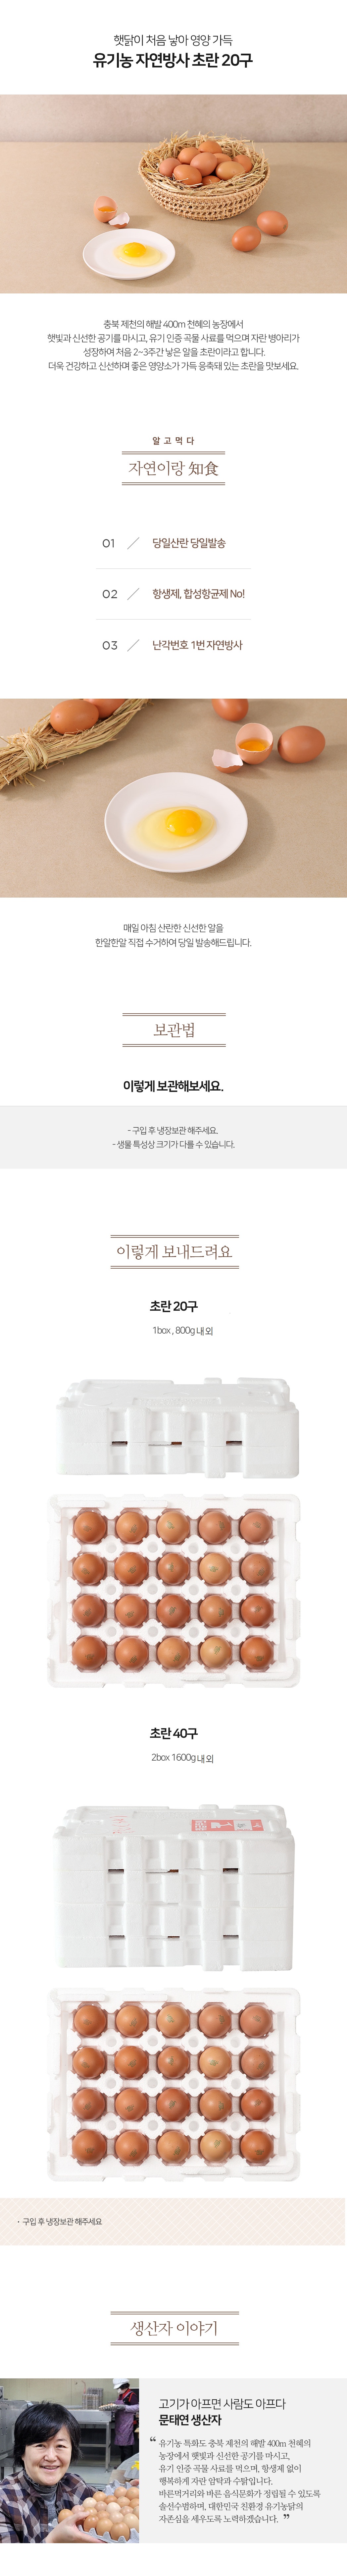 햇닭이 처음 낳아 영양 가득
유기농 자연방사 초란 20구
충북 제천의 해발 400m 천혜의 농장에서
햇빛과 신선한 공기를 마시고, 유기 인증 곡물 사료를 먹으며 자란 병아리가
성장하여 처음 2~3주간 낳은 알을 초란이라고 합니다.
더욱 건강하고 신선하며 좋은 영양소가 가득 응축돼 있는 초란을 맛보세요.
알고먹다
자연이랑 知食
01 / 당일산란 당일발송
02 / 항생제, 합성항균제 No!
03 / 난각번호 1번 자연방사
매일 아침 산란한 신선한 알을
한알한알 직접 수거하여 당일 발송해드립니다.
보관법
이렇게 보관해보세요.
- 구입 후 냉장보관 해주세요.
- 생물 특성상 크기가 다를 수 있습니다.
이렇게 보내드려요
초란 20구
1box , 800g 내외
초란 40구
2box 1600g 내외
· 구입 후 냉장보관 해주세요
생산자 이야기
고기가 아프면 사람도 아프다
문태연 생산자
“ 유기농 특화도 충북 제천의 해발 400m 천혜의
농장에서 햇빛과 신선한 공기를 마시고,
유기 인증 곡물 사료를 먹으며, 항생제 없이
행복하게 자란 암탉과 수탉입니다.
바른먹거리와 바른 음식문화가 정립될 수 있도록
솔선수범하며, 대한민국 친환경 유기농닭의
자존심을 세우도록 노력하겠습니다. ”